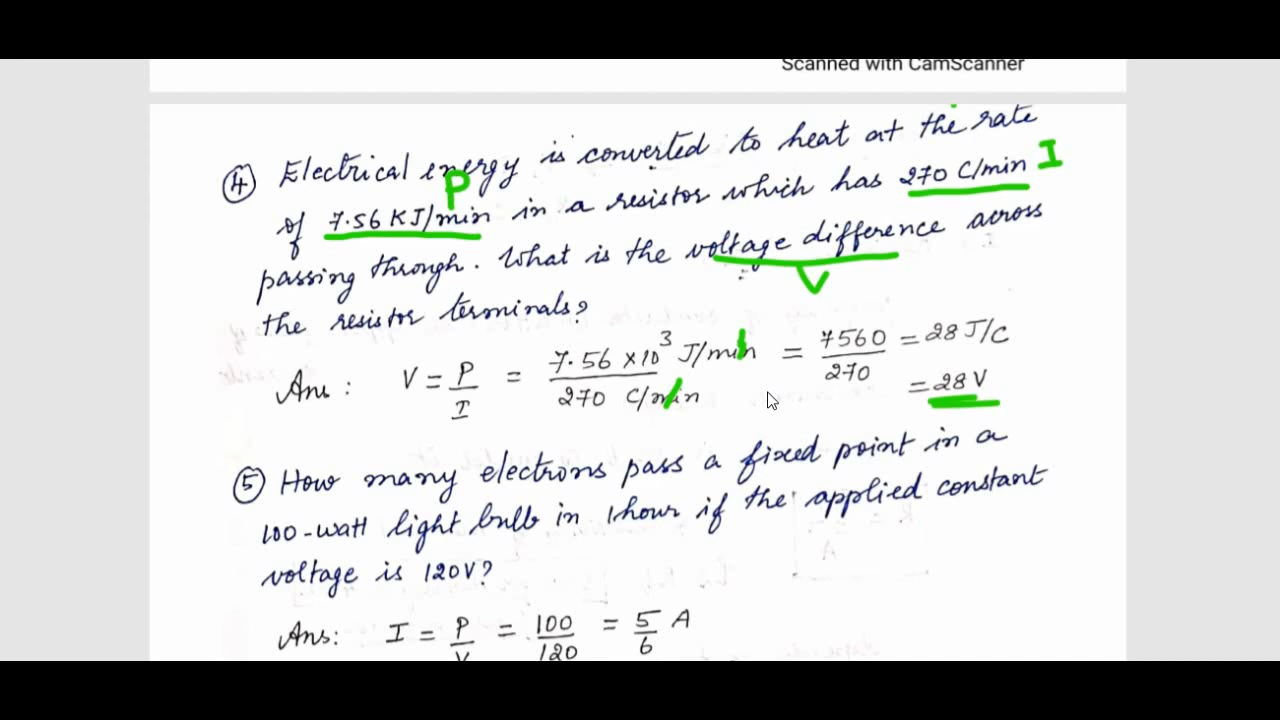 Scanned with CamScanner
④ Electrical energy is converted to heat at the rate
P I
of 7.56 KJ/min in a resistor which has 270 C/min
passing through. What is the voltage difference across
V
the resistor terminals?
Ans: V = P/I = 7.56 × 10³ J/min / 270 C/min = 7560/270 = 28 J/C
= 28 V
⑤ How many electrons pass a fixed point in a
100-watt light bulb in 1 hour if the applied constant
voltage is 120V?
Ans: I = P/V = 100/120 = 5/6 A